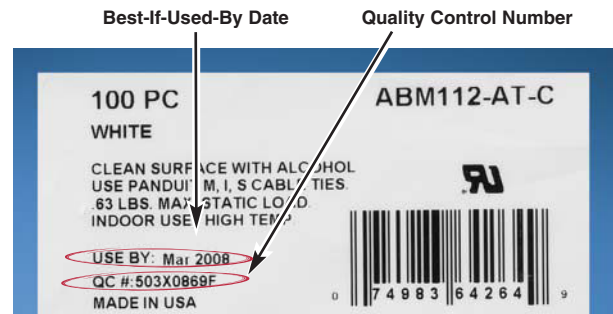 Best-If-Used-By Date Quality Control Number
100 PC ABM112-AT-C
WHITE
CLEAN SURFACE WITH ALCOHOL
USE PANDUIT M, I, S CABLE TIES.
.63 LBS. MAX STATIC LOAD.
INDOOR USE HIGH TEMP.
USE BY: Mar 2008
QC #:503X0869F
MADE IN USA
0 74983 64264 9